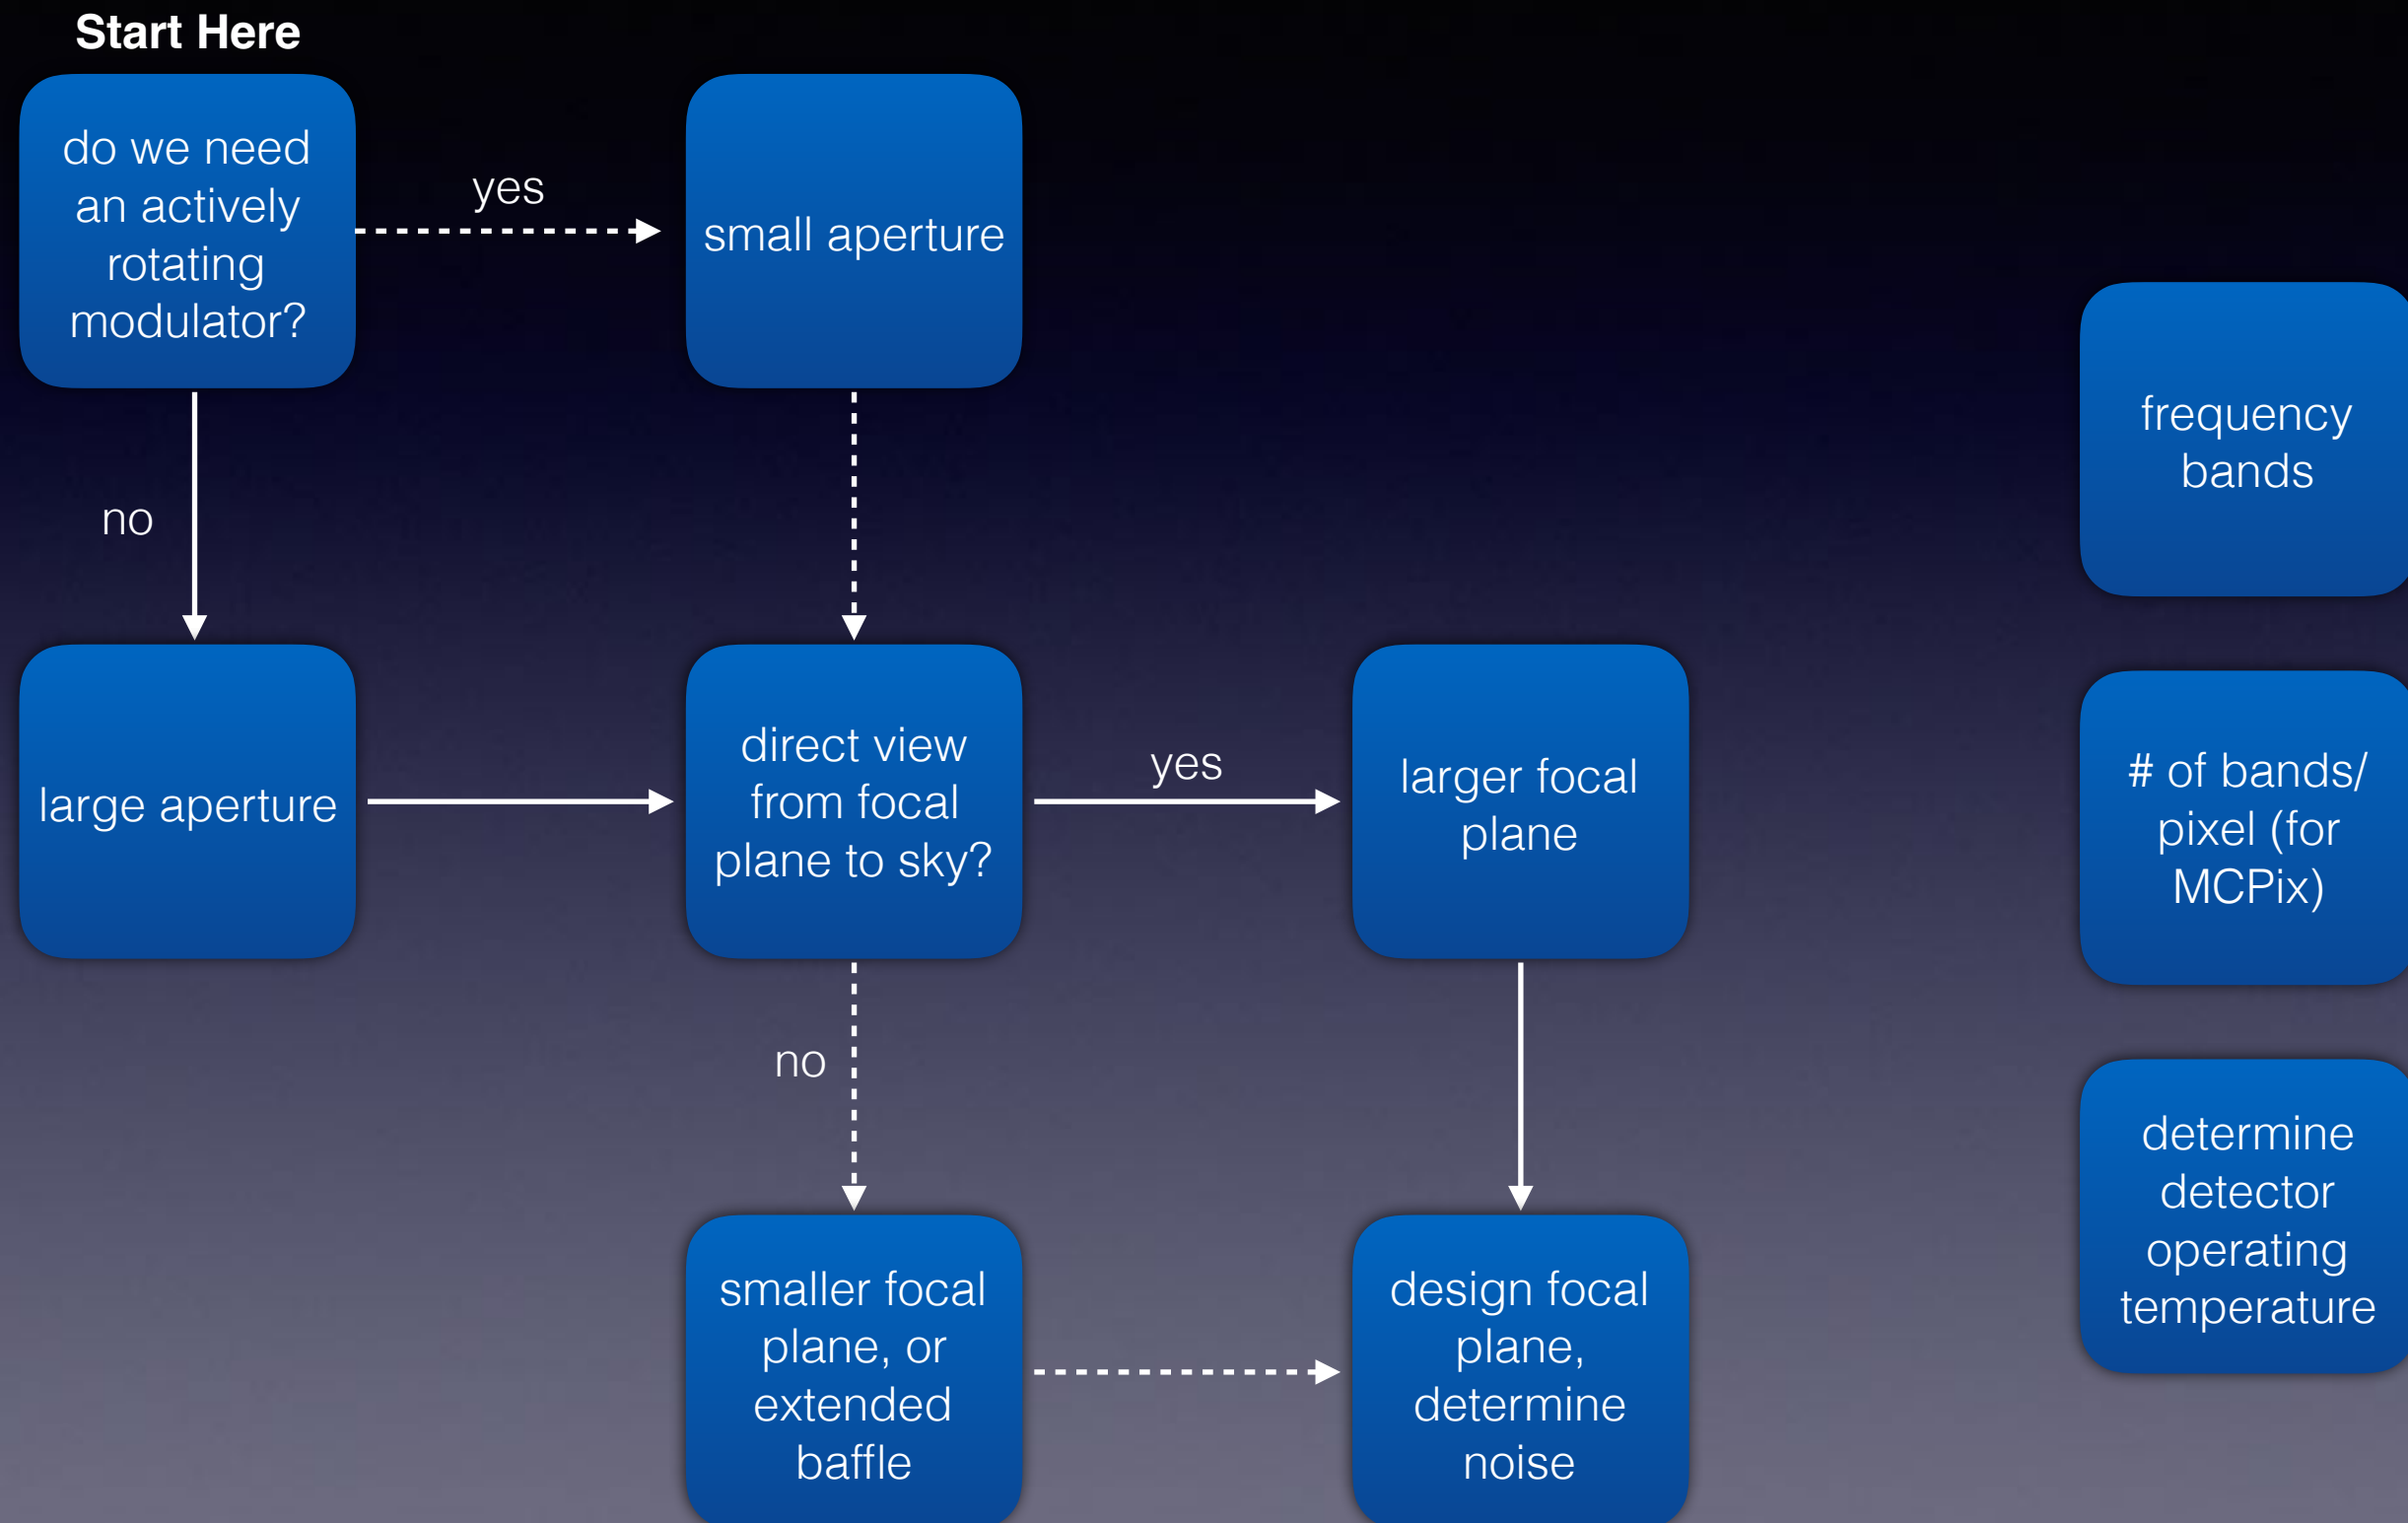 Start Here
do we need
an actively
rotating
modulator?
yes
small aperture
no
frequency
bands
large aperture
direct view
from focal
plane to sky?
yes
larger focal
plane
# of bands/
pixel (for
MCPix)
no
smaller focal
plane, or
extended
baffle
design focal
plane,
determine
noise
determine
detector
operating
temperature